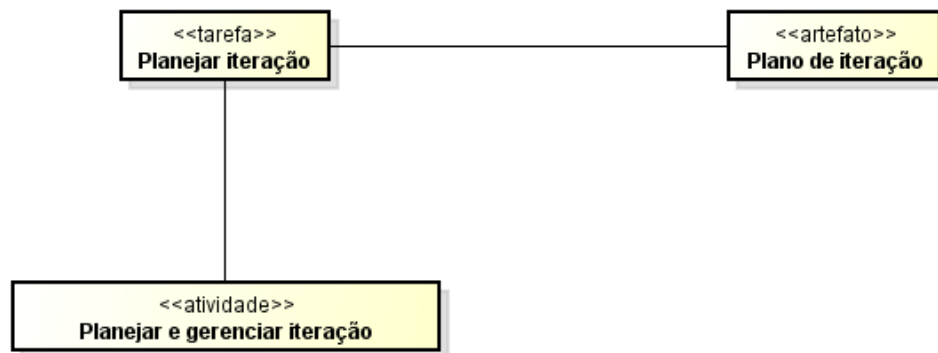 <<tarefa>>
Planejar iteração
<<artefato>>
Plano de iteração
<<atividade>>
Planejar e gerenciar iteração